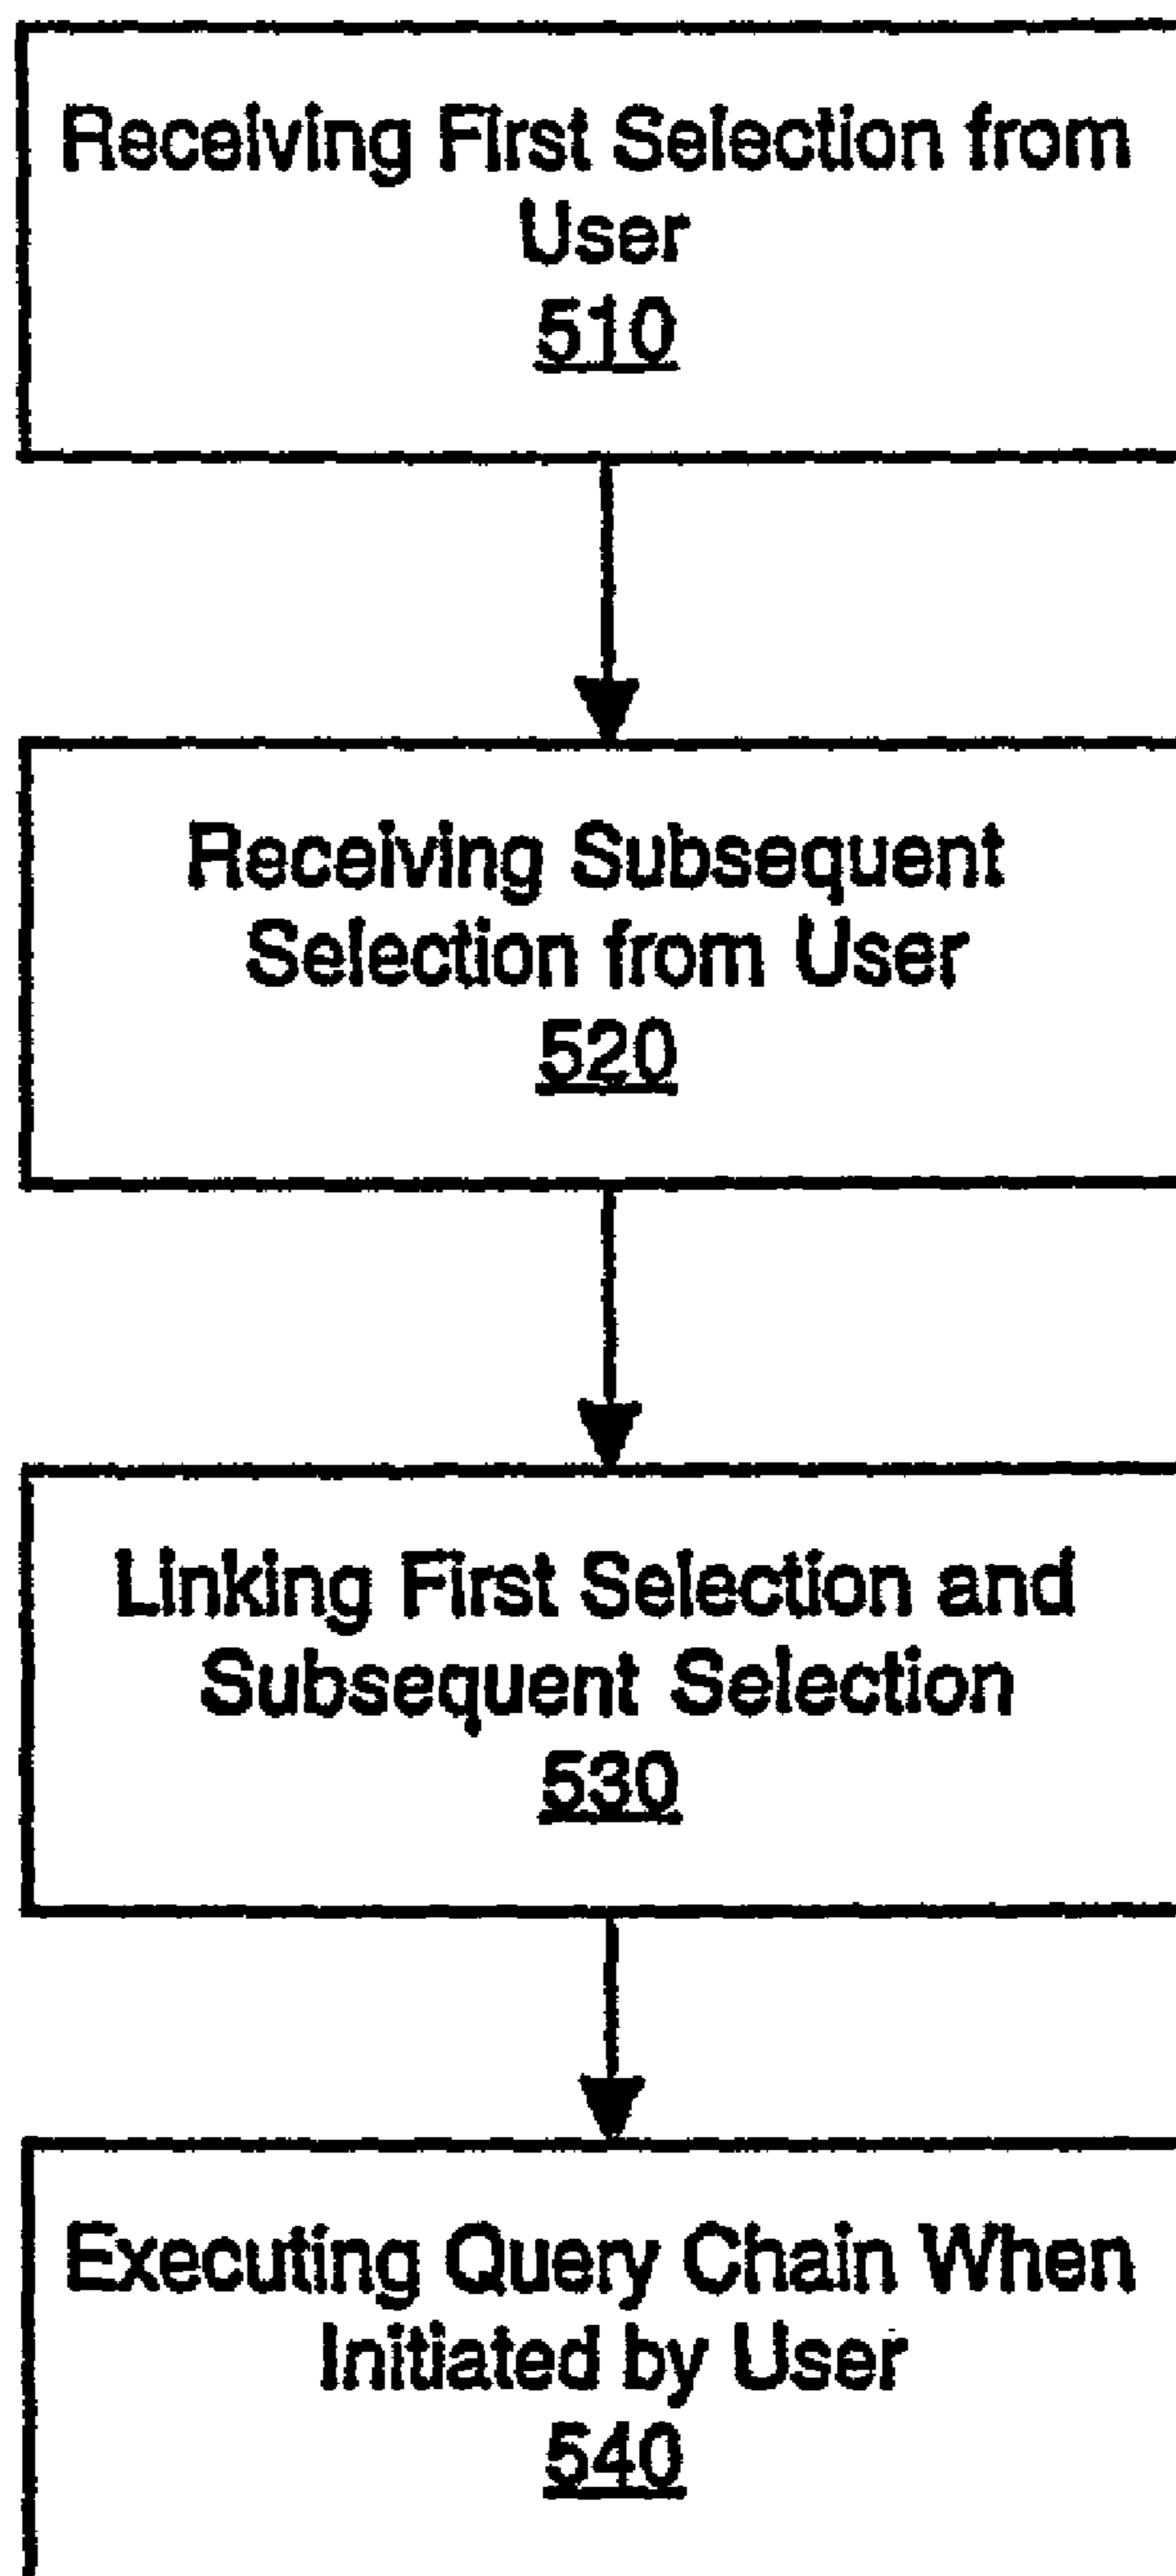 Receiving First Selection from
User
510
Receiving Subsequent
Selection from User
520
Linking First Selection and
Subsequent Selection
530
Executing Query Chain When
Initiated by User
540